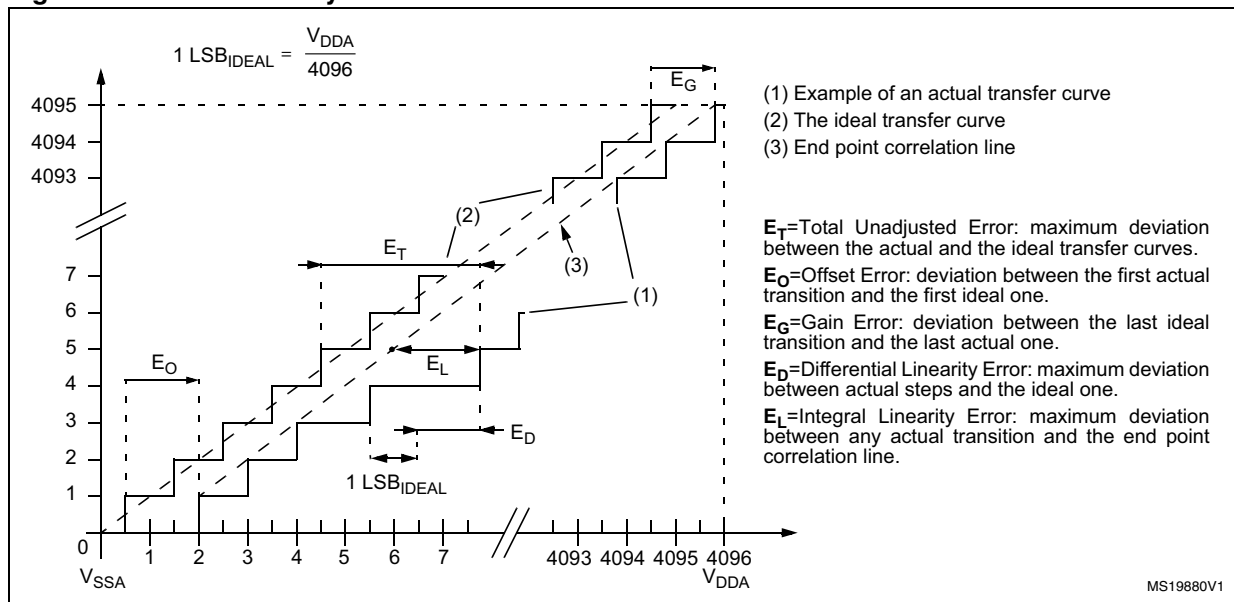 1 LSB_IDEAL = V_DDA / 4096
E_G
4095
4094
4093
7
6
5
4
3
2
1
0
(2)
(3)
(1)
E_T
E_O
E_L
E_D
1 LSB_IDEAL
1 2 3 4 5 6 7 4093 4094 4095 4096
V_SSA V_DDA
(1) Example of an actual transfer curve
(2) The ideal transfer curve
(3) End point correlation line
E_T=Total Unadjusted Error: maximum deviation
between the actual and the ideal transfer curves.
E_O=Offset Error: deviation between the first actual
transition and the first ideal one.
E_G=Gain Error: deviation between the last ideal
transition and the last actual one.
E_D=Differential Linearity Error: maximum deviation
between actual steps and the ideal one.
E_L=Integral Linearity Error: maximum deviation
between any actual transition and the end point
correlation line.
MS19880V1